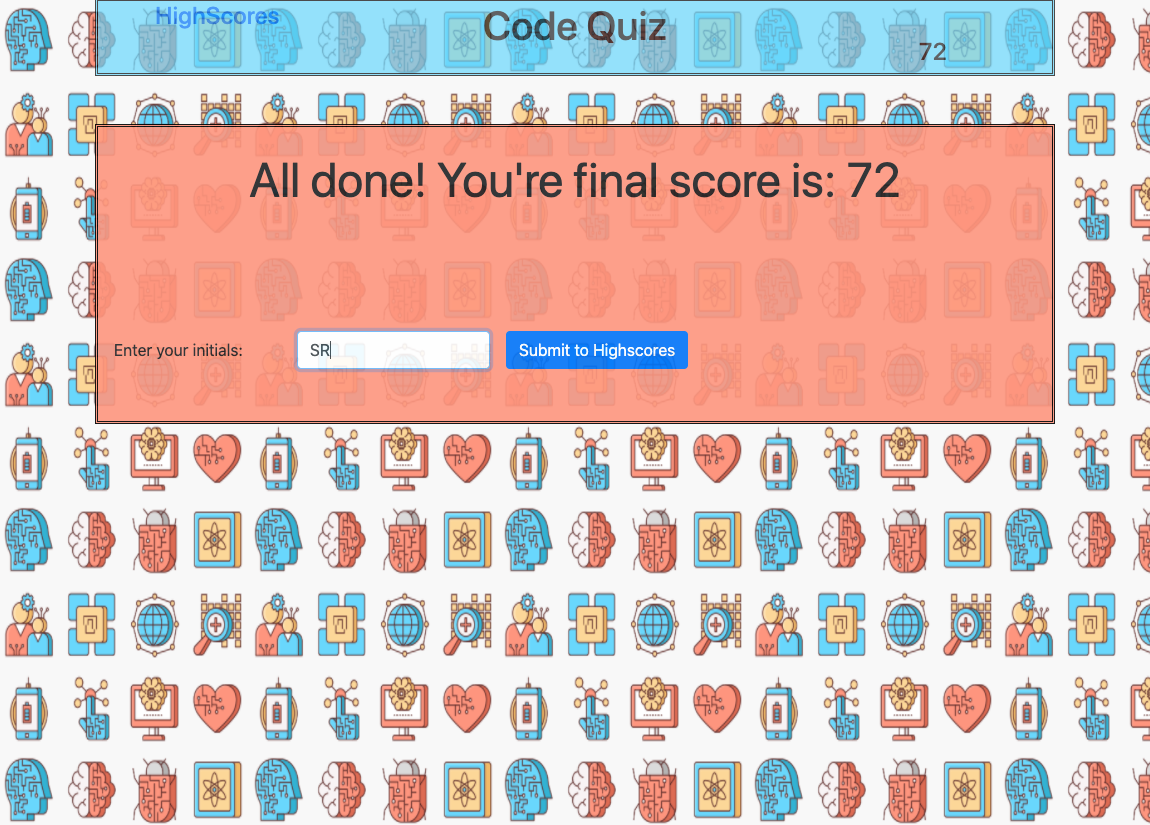 HighScores
Code Quiz
72
All done! You're final score is: 72
Enter your initials:
SR
Submit to Highscores